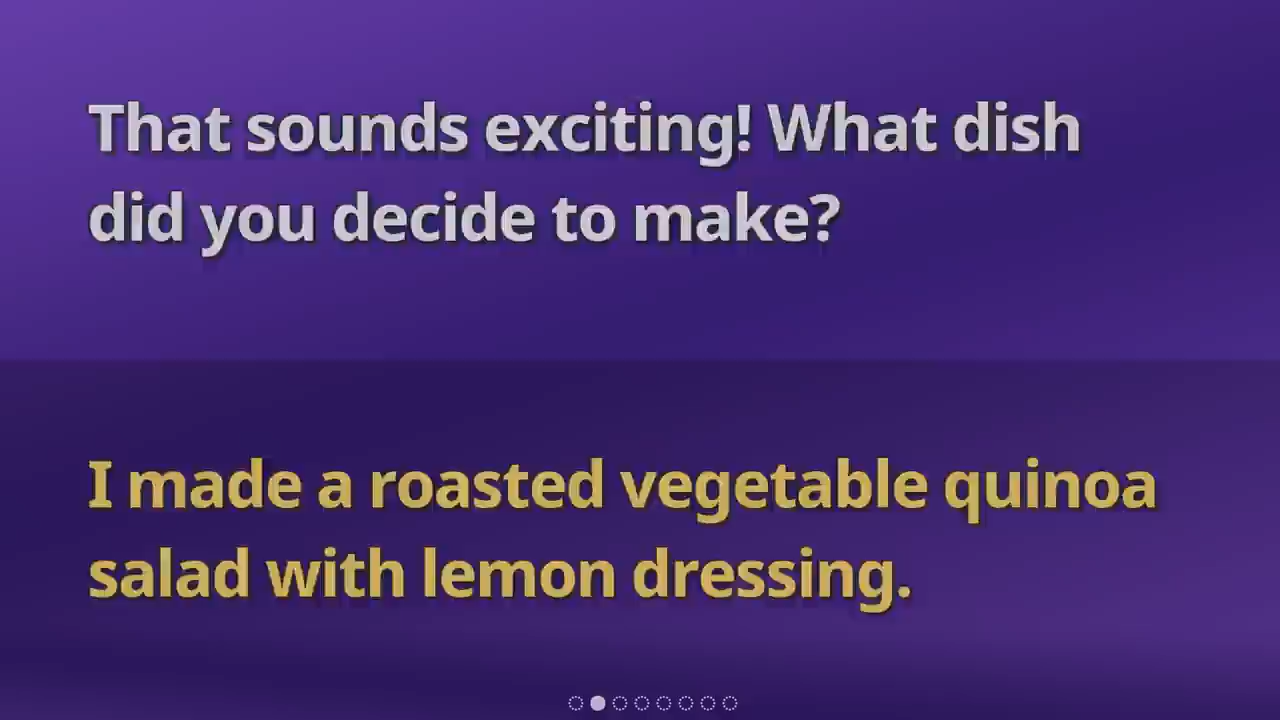 That sounds exciting! What dish
did you decide to make?
I made a roasted vegetable quinoa
salad with lemon dressing.